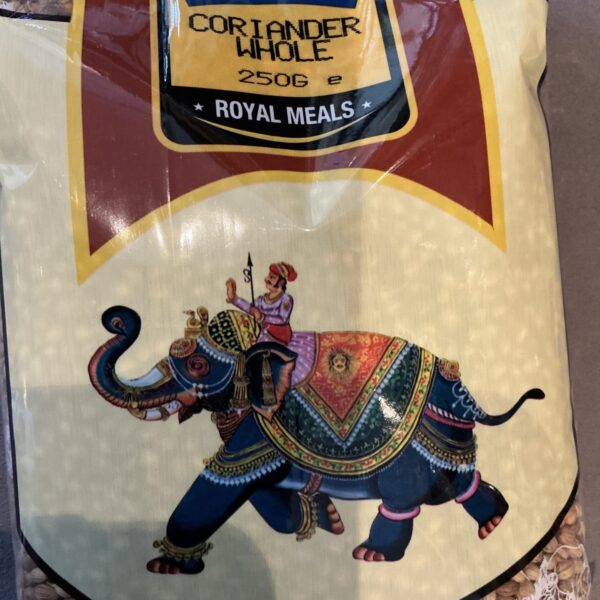 CORIANDER
WHOLE
250G e
★ ROYAL MEALS ★